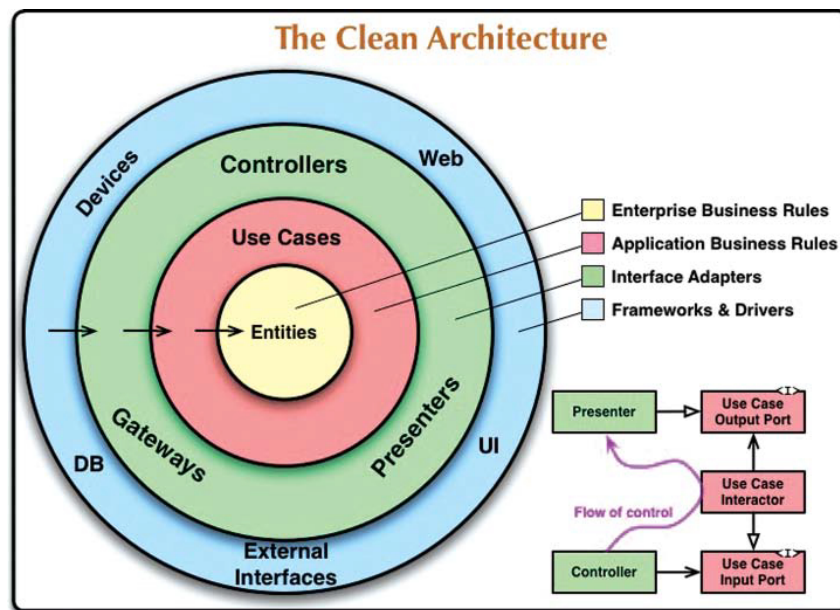 The Clean Architecture
Devices
Web
Controllers
Use Cases
Entities
Gateways
Presenters
DB
UI
External
Interfaces
Enterprise Business Rules
Application Business Rules
Interface Adapters
Frameworks & Drivers
Presenter
<I>
Use Case
Output Port
Use Case
Interactor
Flow of control
Controller
<I>
Use Case
Input Port